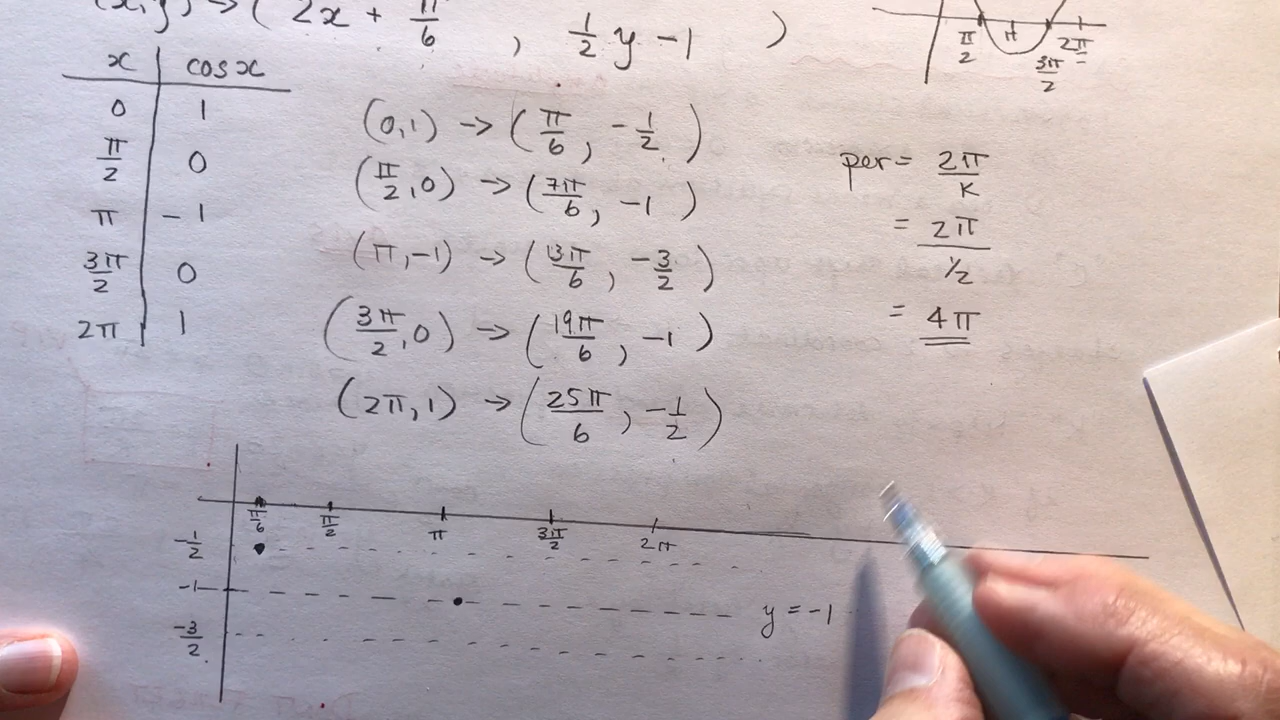 (x,y) → ( 2x + π/6 , 1/2 y - 1 )
x | cos x
0 | 1
π/2 | 0
π | -1
3π/2 | 0
2π | 1
(0,1) → (π/6, -1/2)
(π/2,0) → (7π/6, -1)
(π,-1) → (13π/6, -3/2)
(3π/2,0) → (19π/6, -1)
(2π,1) → (25π/6, -1/2)
π/2 π 3π/2 2π
per = 2π/K
= 2π/½
= 4π
π/6 π/2 π 3π/2 2π
-1/2
-1
y = -1
-3/2